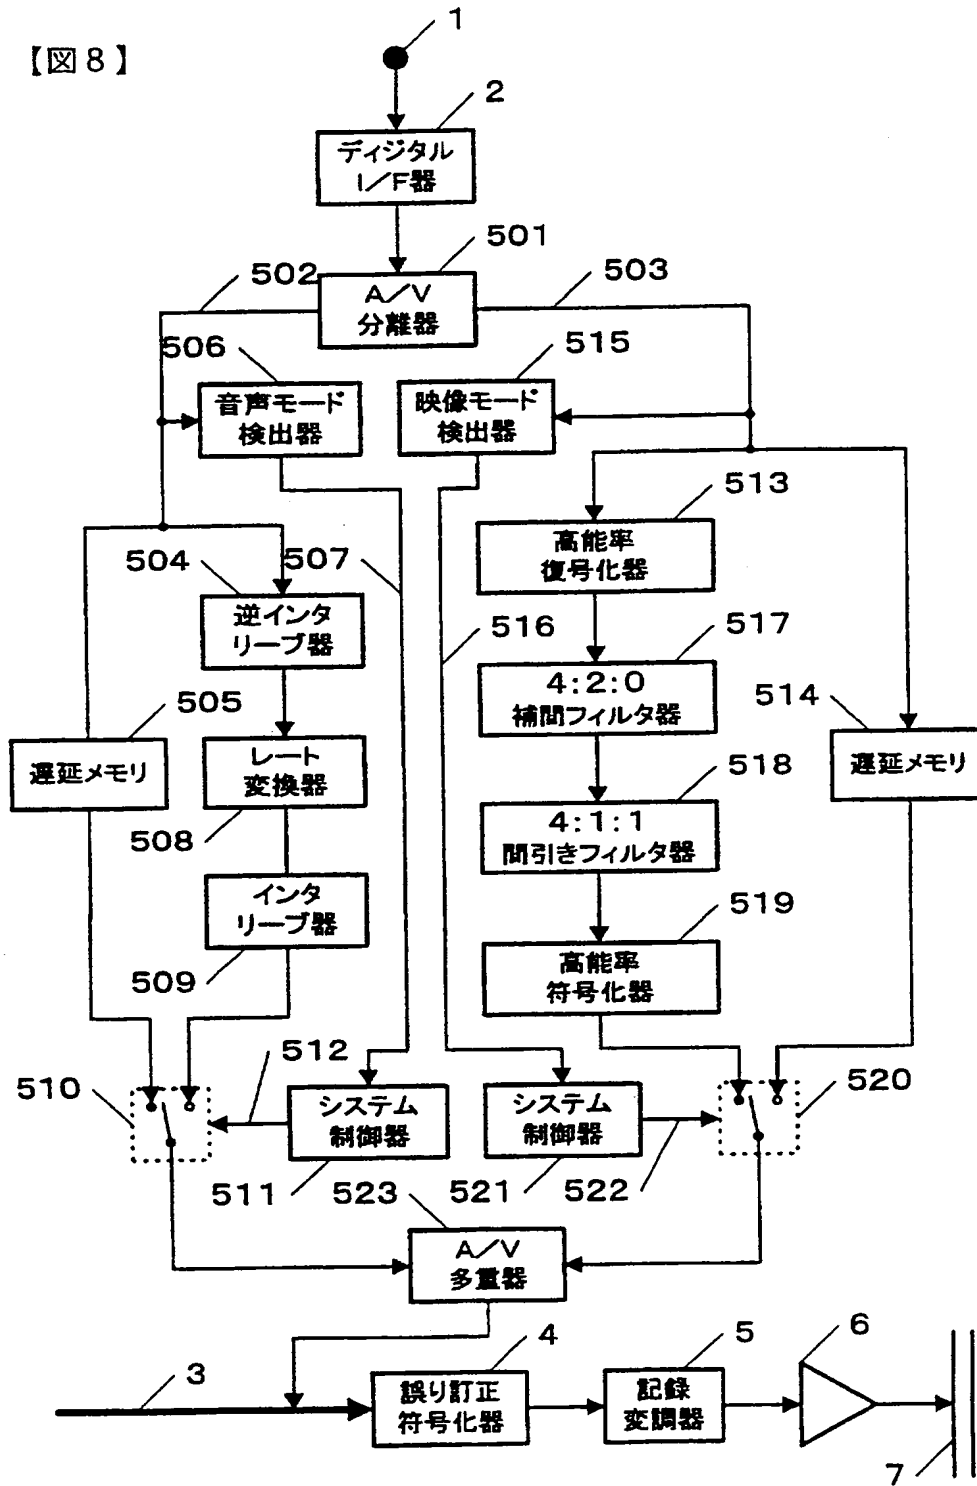 【図8】
1
2
ディジタル
I/F器
501
502
503
A/V
分離器
506
515
音声モード
検出器
映像モード
検出器
513
高能率
復号化器
504
507
逆インタ
リーブ器
516
517
4:2:0
補間フィルタ器
505
514
遅延メモリ
レート
変換器
遅延メモリ
518
508
4:1:1
間引きフィルタ器
インタ
リーブ器
519
509
高能率
符号化器
510
512
520
システム
制御器
システム
制御器
511
523
521
522
A/V
多重器
3
4
5
6
誤り訂正
符号化器
記録
変調器
7